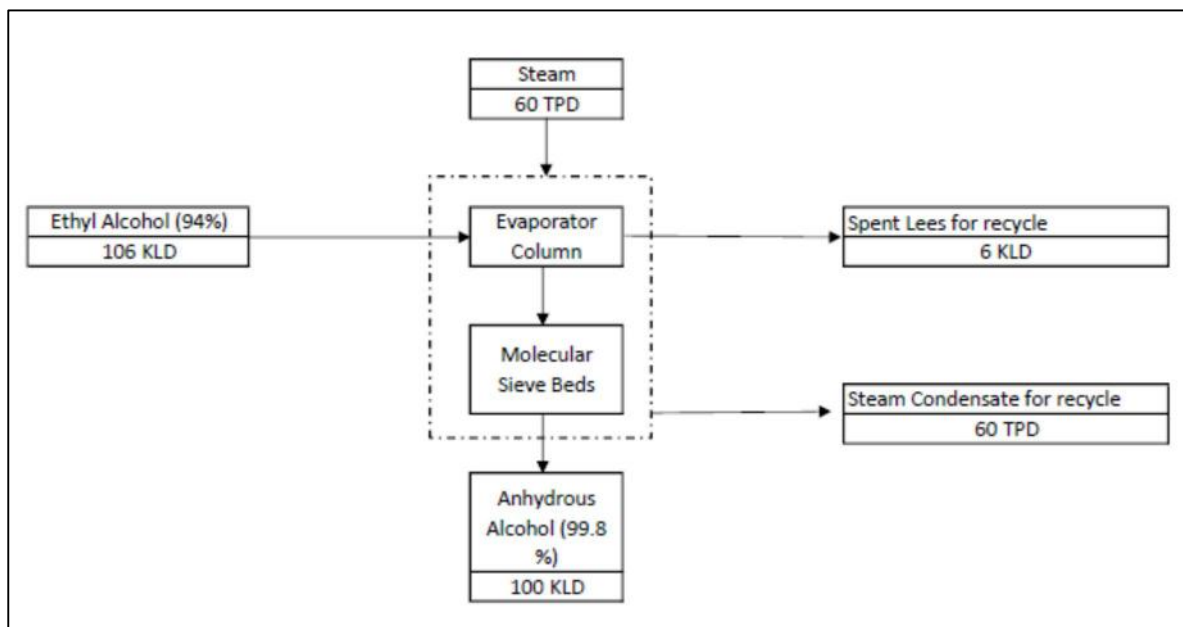 Steam
60 TPD
Ethyl Alcohol (94%)
106 KLD
Evaporator
Column
Spent Lees for recycle
6 KLD
Molecular
Sieve Beds
Steam Condensate for recycle
60 TPD
Anhydrous
Alcohol (99.8
%)
100 KLD